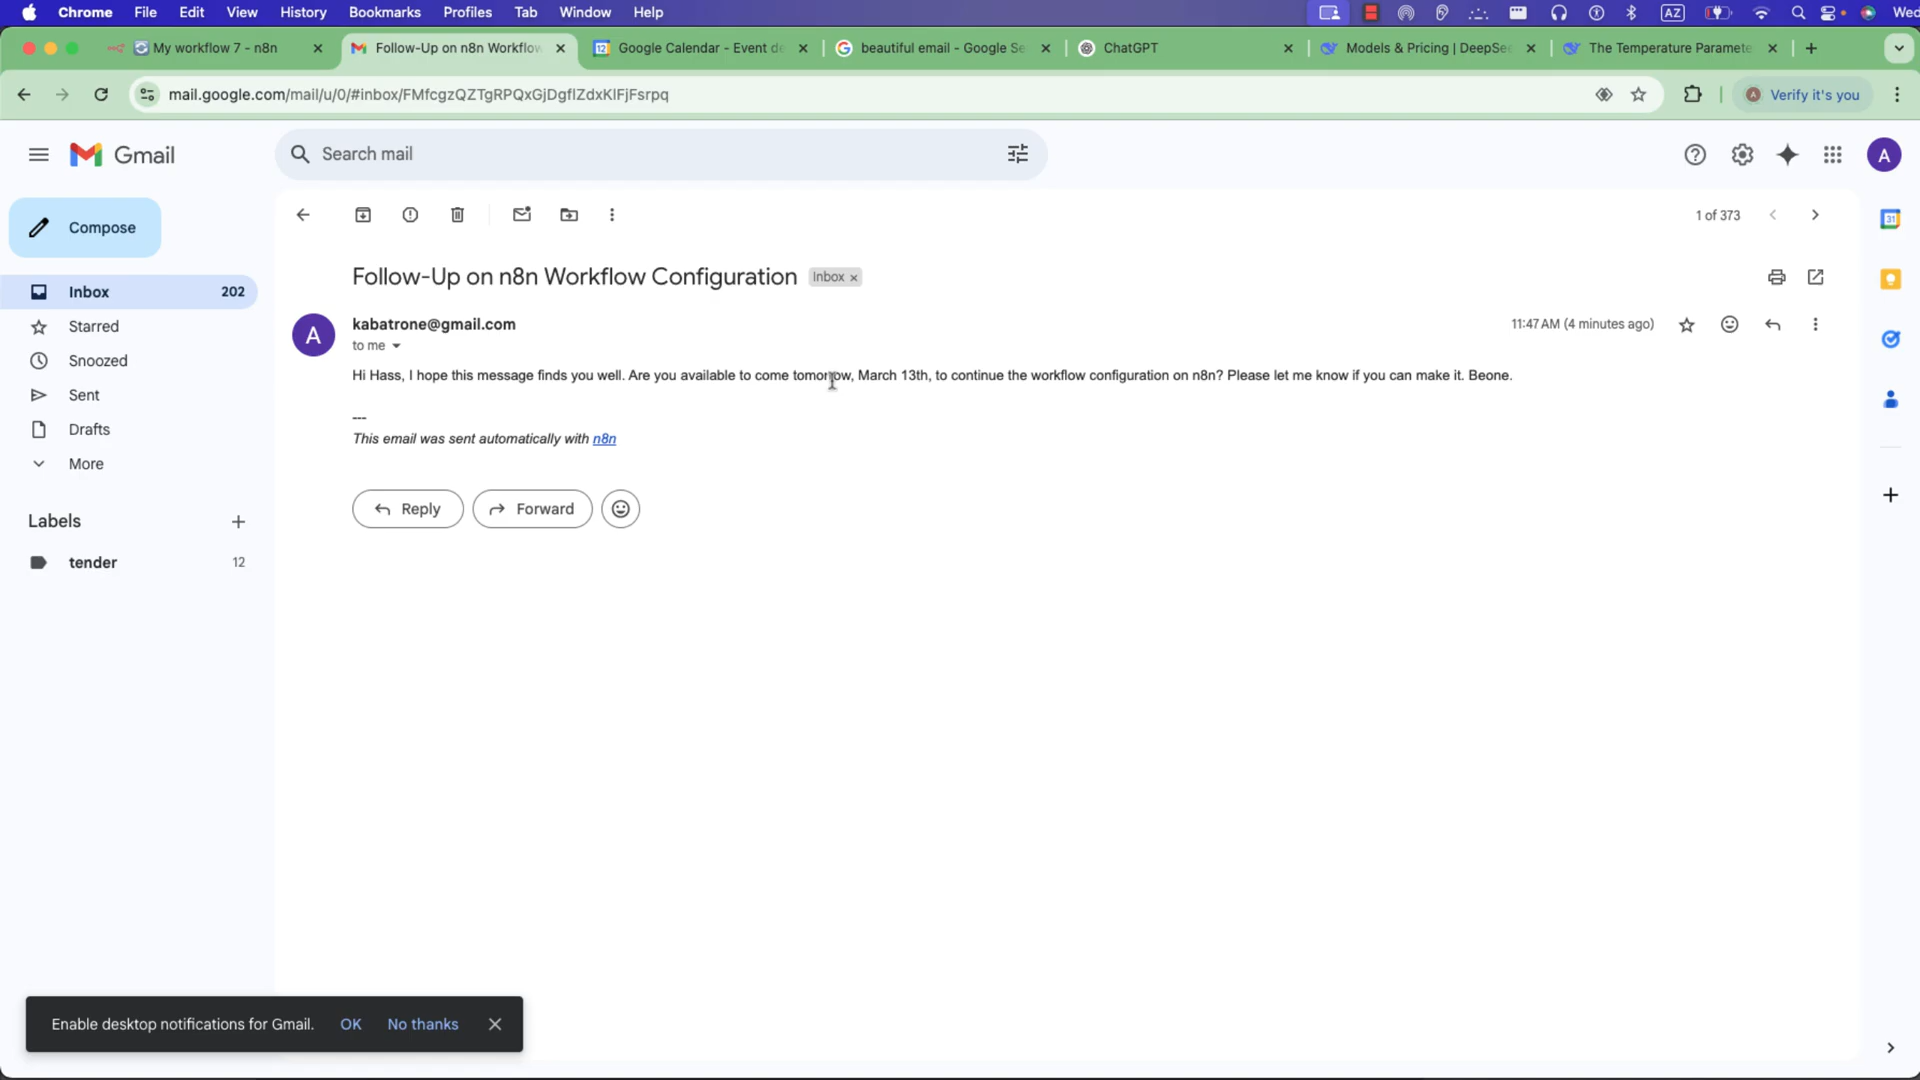 Chrome File Edit View History Bookmarks Profiles Tab Window Help AZ Wed
My workflow 7 - n8n
Follow-Up on n8n Workflow
Google Calendar - Event de
beautiful email - Google Se
ChatGPT
Models & Pricing | DeepSee
The Temperature Paramete
mail.google.com/mail/u/0/#inbox/FMfcgzQZTgRPQxGjDgflZdxKlFjFsrpq
Verify it's you
Gmail
Search mail
A
Compose
1 of 373
31
Follow-Up on n8n Workflow Configuration
Inbox x
Inbox 202
A
kabatrone@gmail.com
11:47 AM (4 minutes ago)
to me
Starred
Hi Hass, I hope this message finds you well. Are you available to come tomorrow, March 13th, to continue the workflow configuration on n8n? Please let me know if you can make it. Beone.
Snoozed
Sent
---
Drafts
This email was sent automatically with n8n
More
Reply
Forward
Labels
tender 12
Enable desktop notifications for Gmail. OK No thanks